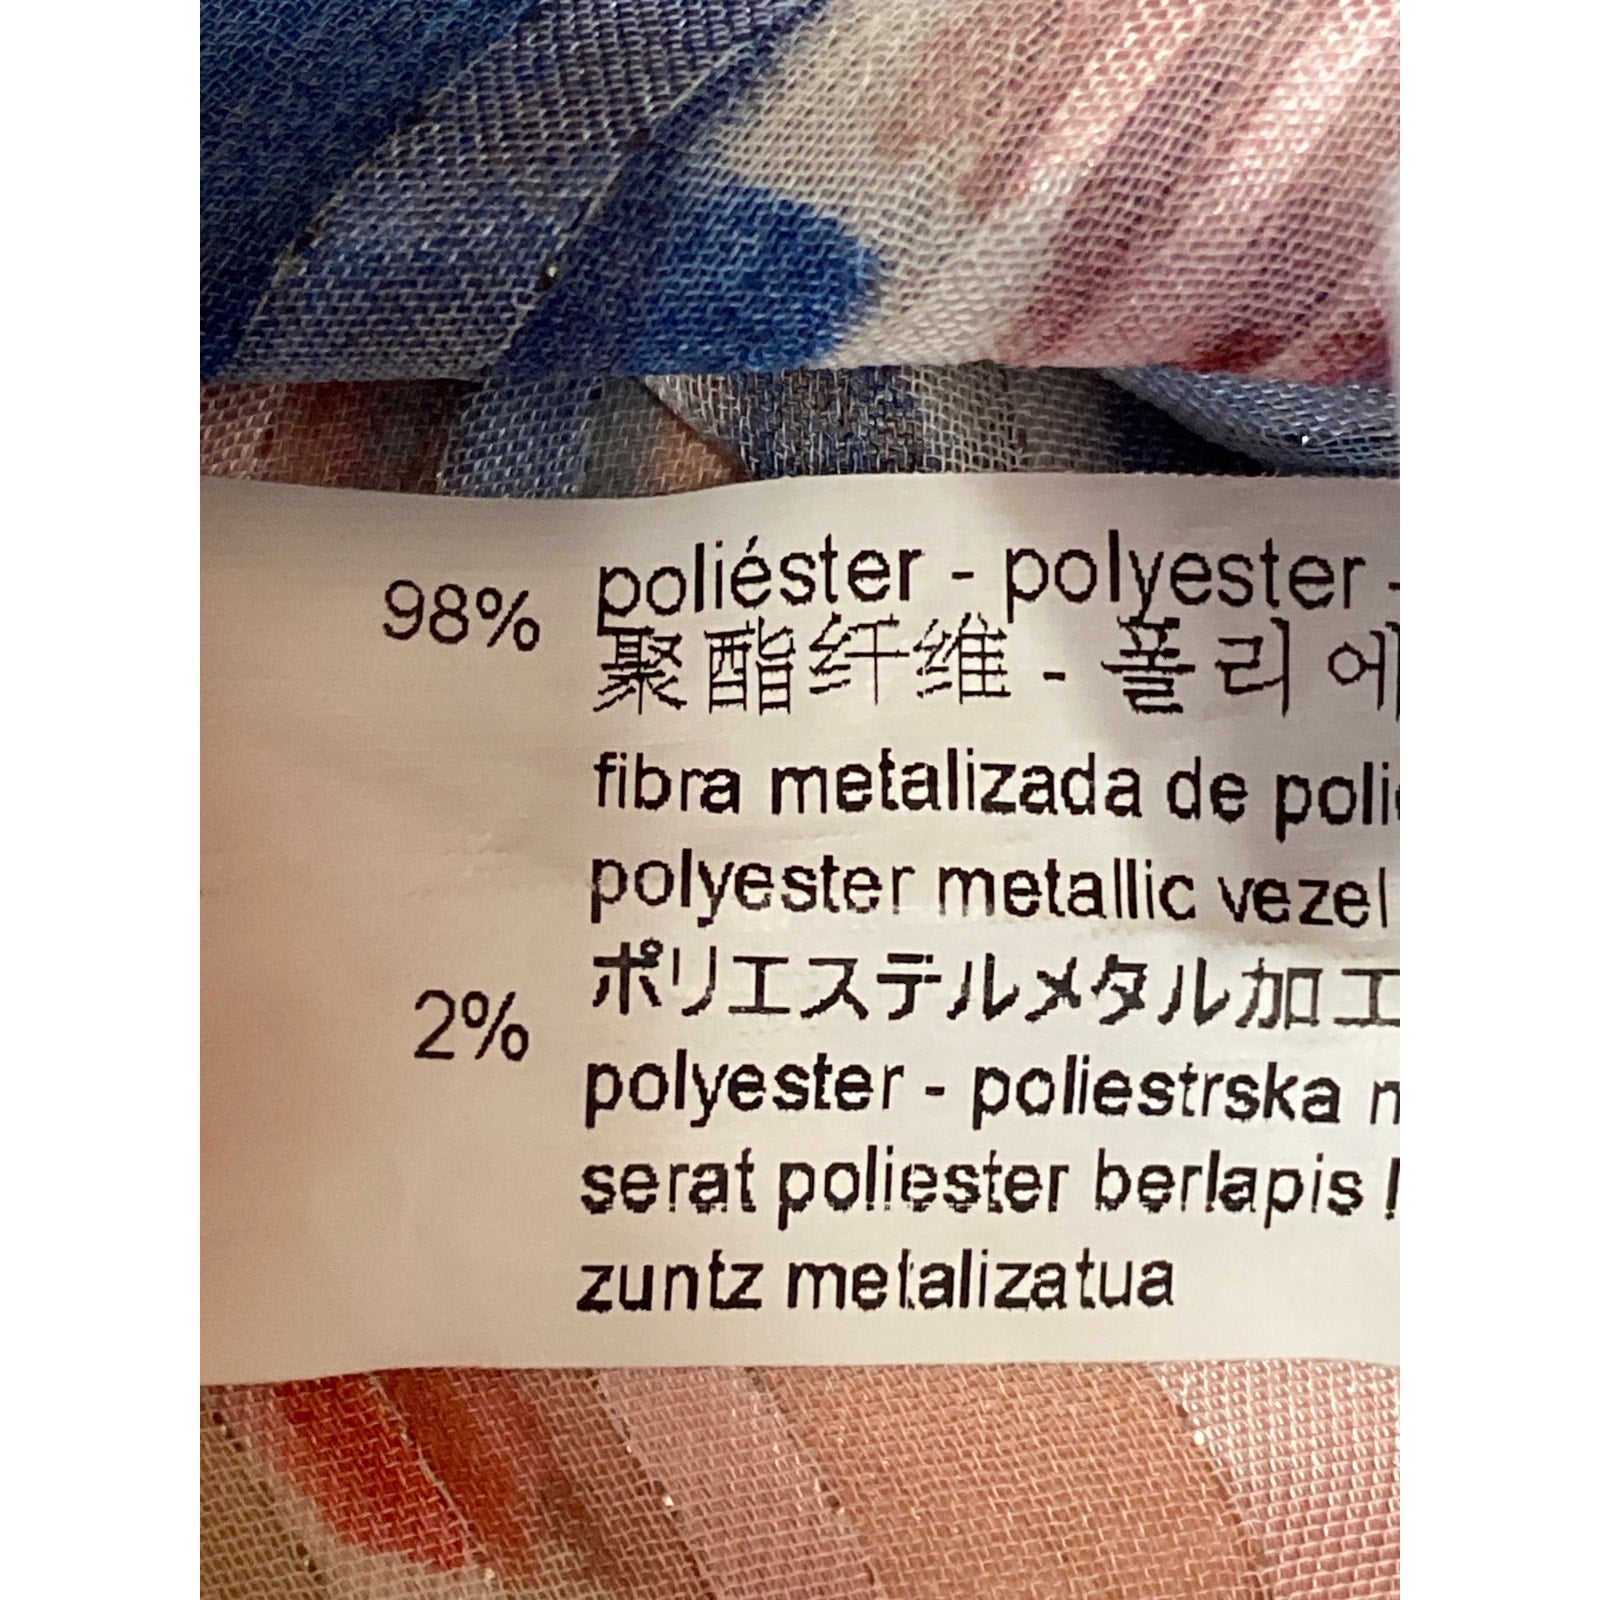 98% poliéster - polyester -
聚酯纤维 - 폴리에
fibra metalizada de poli
polyester metallic vezel
ポリエステルメタル加工
2%
polyester - poliestrska
serat poliester berlapis
zuntz metalizatua